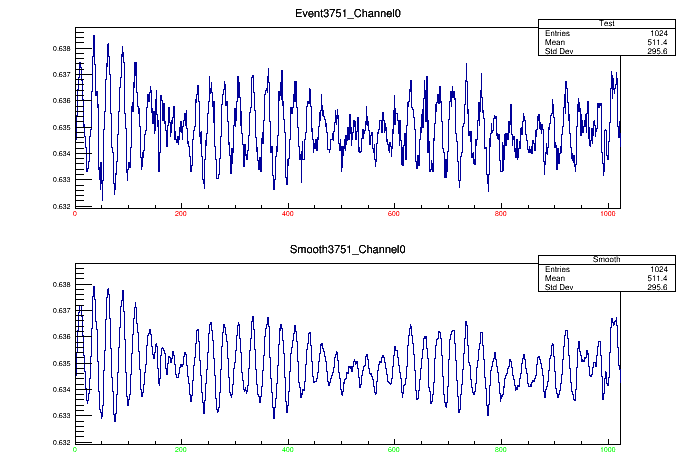 Event3751_Channel0
Test
Entries 1024
Mean 511.4
Std Dev 295.6
0.638
0.637
0.636
0.635
0.634
0.633
0.632
0 200 400 600 800 1000
Smooth3751_Channel0
Smooth
Entries 1024
Mean 511.4
Std Dev 295.6
0.638
0.637
0.636
0.635
0.634
0.633
0.632
0 200 400 600 800 1000